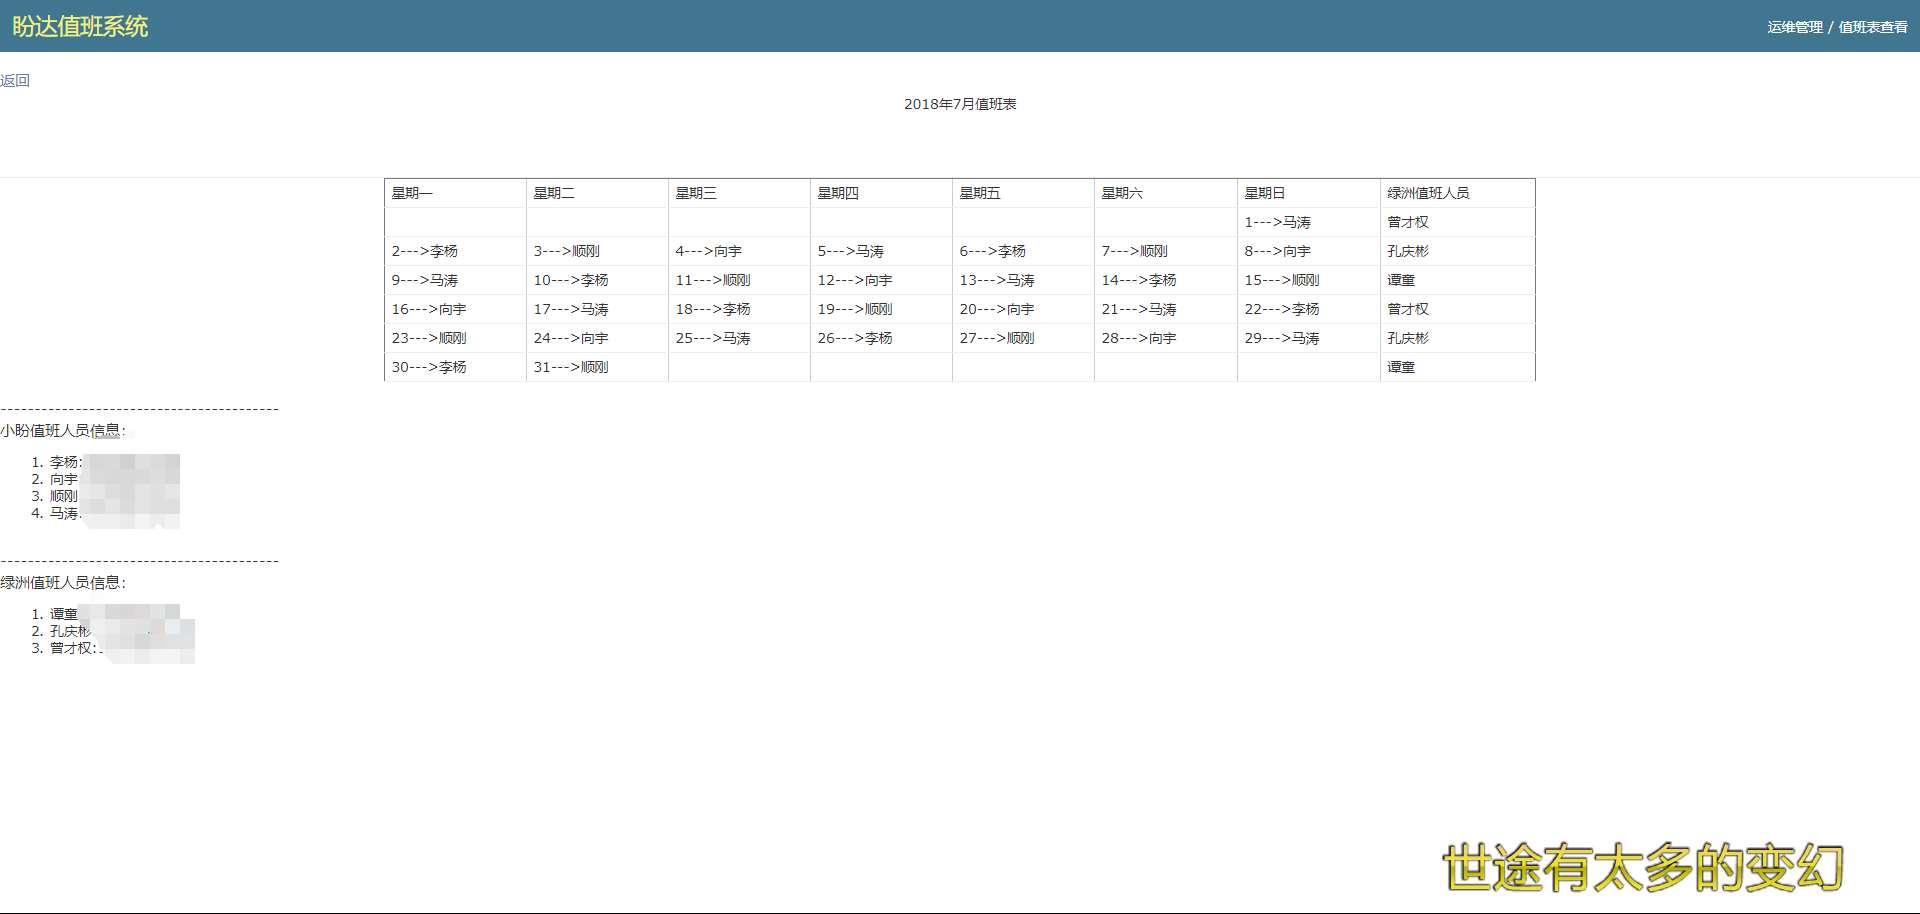 盼达值班系统
运维管理 / 值班表查看
返回
2018年7月值班表
星期一 星期二 星期三 星期四 星期五 星期六 星期日 绿洲值班人员
1--->马涛 曾才权
2--->李杨 3--->顺刚 4--->向宇 5--->马涛 6--->李杨 7--->顺刚 8--->向宇 孔庆彬
9--->马涛 10--->李杨 11--->顺刚 12--->向宇 13--->马涛 14--->李杨 15--->顺刚 谭童
16--->向宇 17--->马涛 18--->李杨 19--->顺刚 20--->向宇 21--->马涛 22--->李杨 曾才权
23--->顺刚 24--->向宇 25--->马涛 26--->李杨 27--->顺刚 28--->向宇 29--->马涛 孔庆彬
30--->李杨 31--->顺刚 谭童
-----------------------------------------
小盼值班人员信息：
1. 李杨:
2. 向宇
3. 顺刚
4. 马涛:
-----------------------------------------
绿洲值班人员信息：
1. 谭童
2. 孔庆彬
3. 曾才权:
世途有太多的变幻